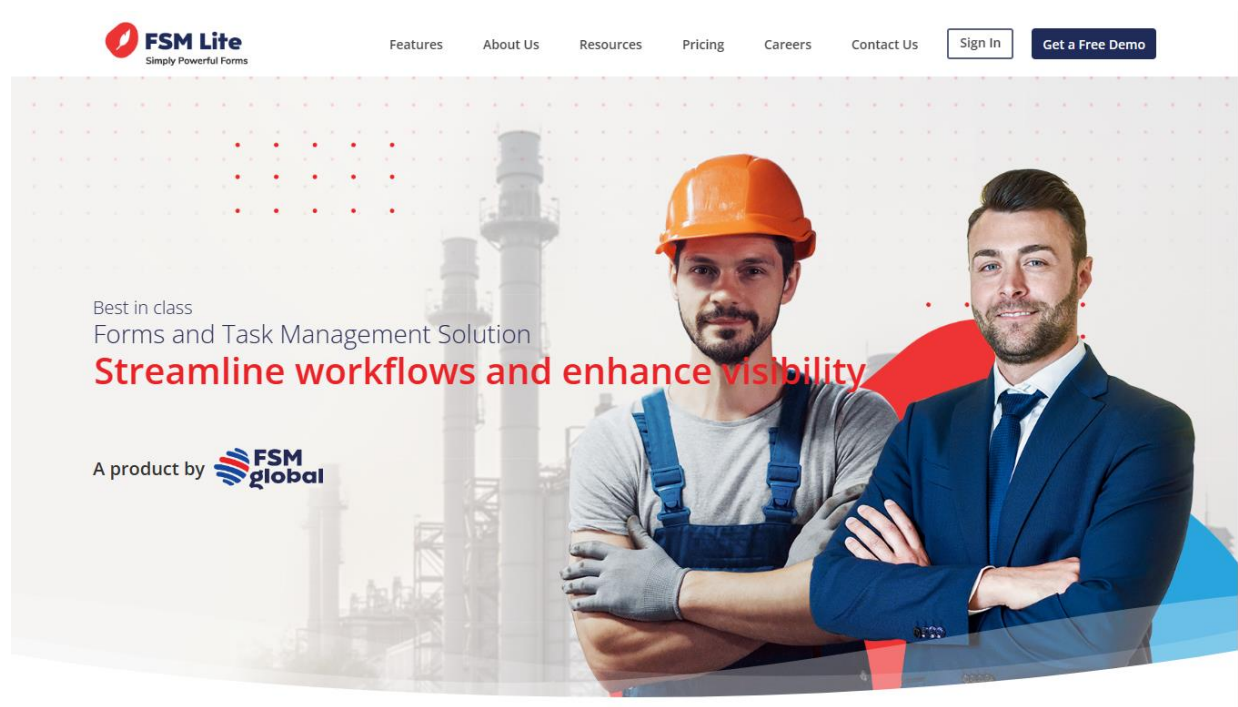 FSM Lite
Simply Powerful Forms
Features About Us Resources Pricing Careers Contact Us Sign In Get a Free Demo
Best in class
Forms and Task Management Solution
Streamline workflows and enhance visibility
A product by FSM
global